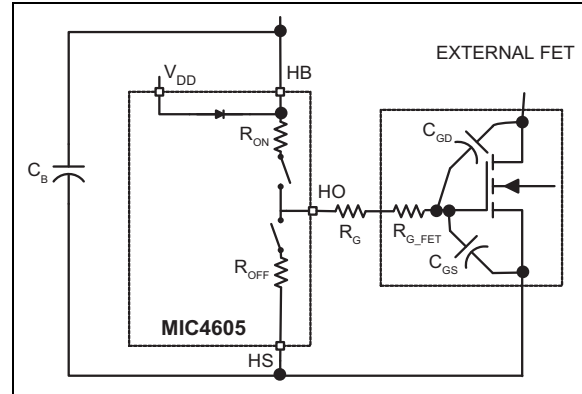 EXTERNAL FET
V_DD
HB
C_GD
R_ON
C_B
HO
R_G
R_G_FET
C_GS
R_OFF
MIC4605
HS